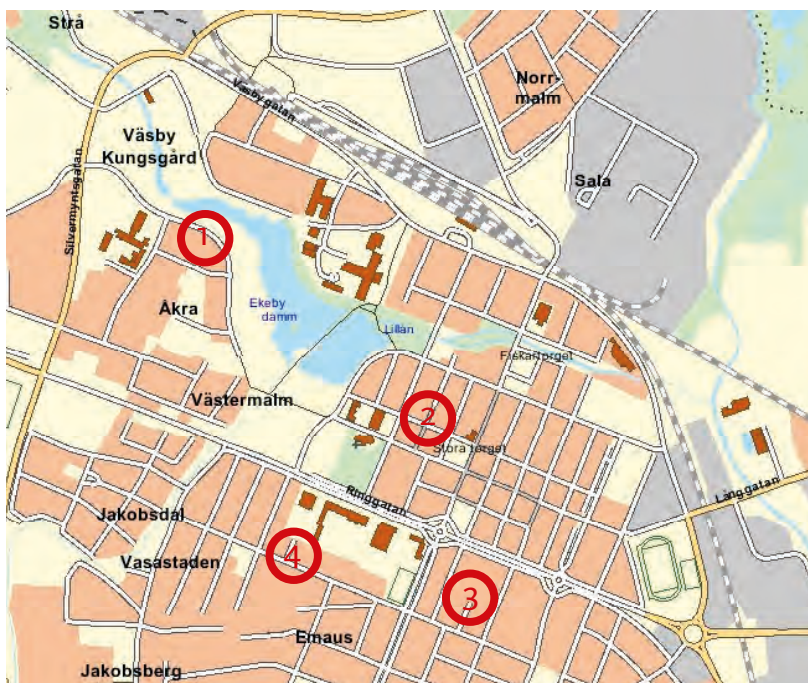 Strå
Väsbygatan
Norr-
malm
Väsby
Kungsgård
Silvermyntsgatan
Sala
1
Åkra
Ekeby
damm
Lillån
Fiskartorget
Västermalm
2
Stora torget
Ringgatan
Långgatan
Jakobsdal
Vasastaden
4
3
Emaus
Jakobsberg